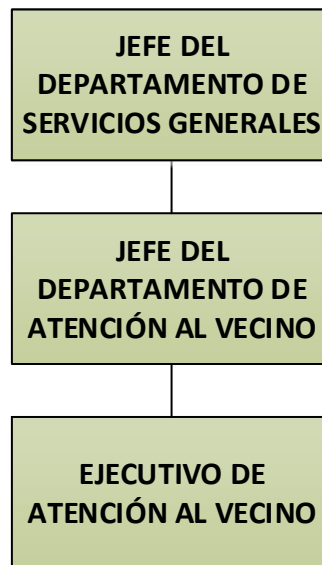 JEFE DEL
DEPARTAMENTO DE
SERVICIOS GENERALES
JEFE DEL
DEPARTAMENTO DE
ATENCIÓN AL VECINO
EJECUTIVO DE
ATENCIÓN AL VECINO